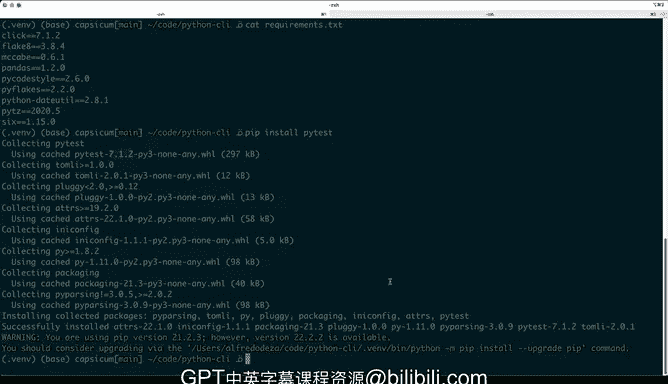 (.venv) (base) capsicum[main] ~/code/python-cli cat requirements.txt
click==7.1.2
flake8==3.8.4
mccabe==0.6.1
pandas==1.2.0
pycodestyle==2.6.0
pyflakes==2.2.0
python-dateutil==2.8.1
pytz==2020.5
six==1.15.0
(.venv) (base) capsicum[main] ~/code/python-cli pip install pytest
Collecting pytest
Using cached pytest-7.1.2-py3-none-any.whl (297 kB)
Collecting tomli>=1.0.0
Using cached tomli-2.0.1-py3-none-any.whl (12 kB)
Collecting pluggy<2.0,>=0.12
Using cached pluggy-1.0.0-py2.py3-none-any.whl (13 kB)
Collecting attrs>=19.2.0
Using cached attrs-22.1.0-py2.py3-none-any.whl (58 kB)
Collecting iniconfig
Using cached iniconfig-1.1.1-py2.py3-none-any.whl (5.0 kB)
Collecting py>=1.8.2
Using cached py-1.11.0-py2.py3-none-any.whl (98 kB)
Collecting packaging
Using cached packaging-21.3-py3-none-any.whl (40 kB)
Collecting pyparsing!=3.0.5,>=2.0.2
Using cached pyparsing-3.0.9-py3-none-any.whl (98 kB)
Installing collected packages: pyparsing, tomli, py, pluggy, packaging, iniconfig, attrs, pytest
Successfully installed attrs-22.1.0 iniconfig-1.1.1 packaging-21.3 pluggy-1.0.0 py-1.11.0 pyparsing-3.0.9 pytest-7.1.2 tomli-2.0.1
WARNING: You are using pip version 21.2.3; however, version 22.2.2 is available.
You should consider upgrading via the '/Users/alfredodeza/code/python-cli/.venv/bin/python -m pip install --upgrade pip' command.
(.venv) (base) capsicum[main] ~/code/python-cli
GPT中英字幕课程资源@bilibili.com